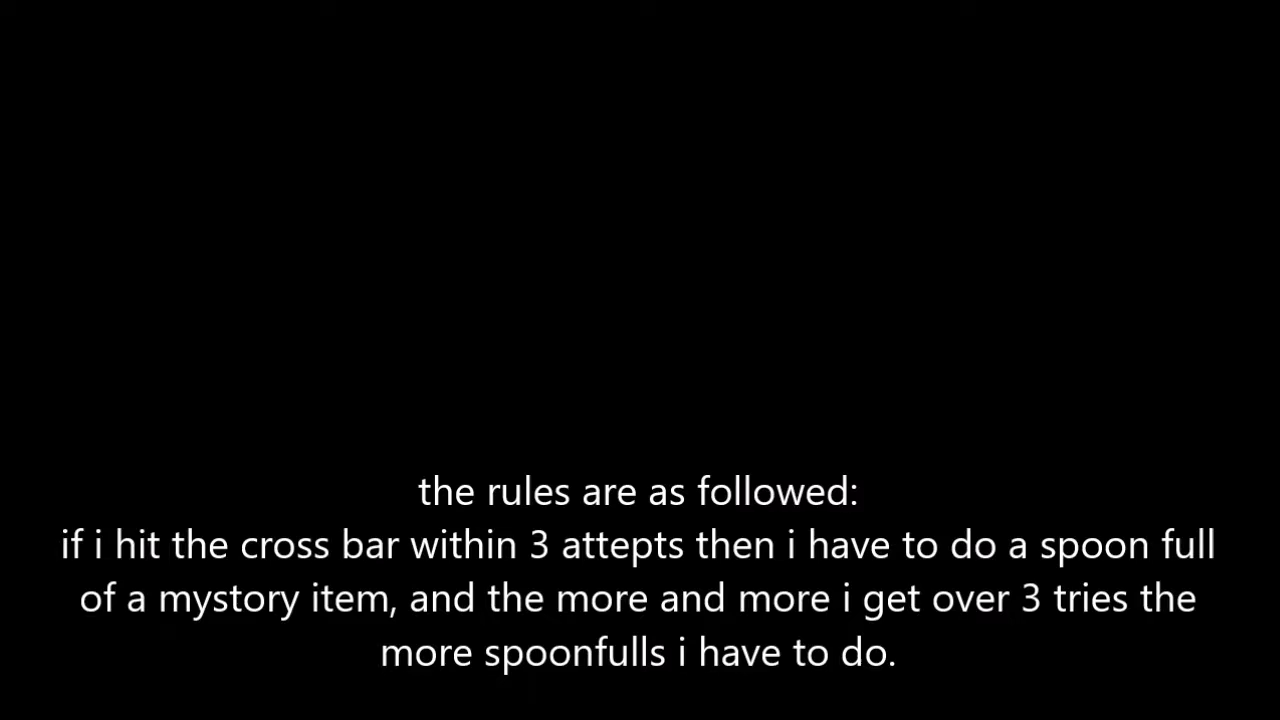 the rules are as followed:
if i hit the cross bar within 3 attepts then i have to do a spoon full
of a mystory item, and the more and more i get over 3 tries the
more spoonfulls i have to do.